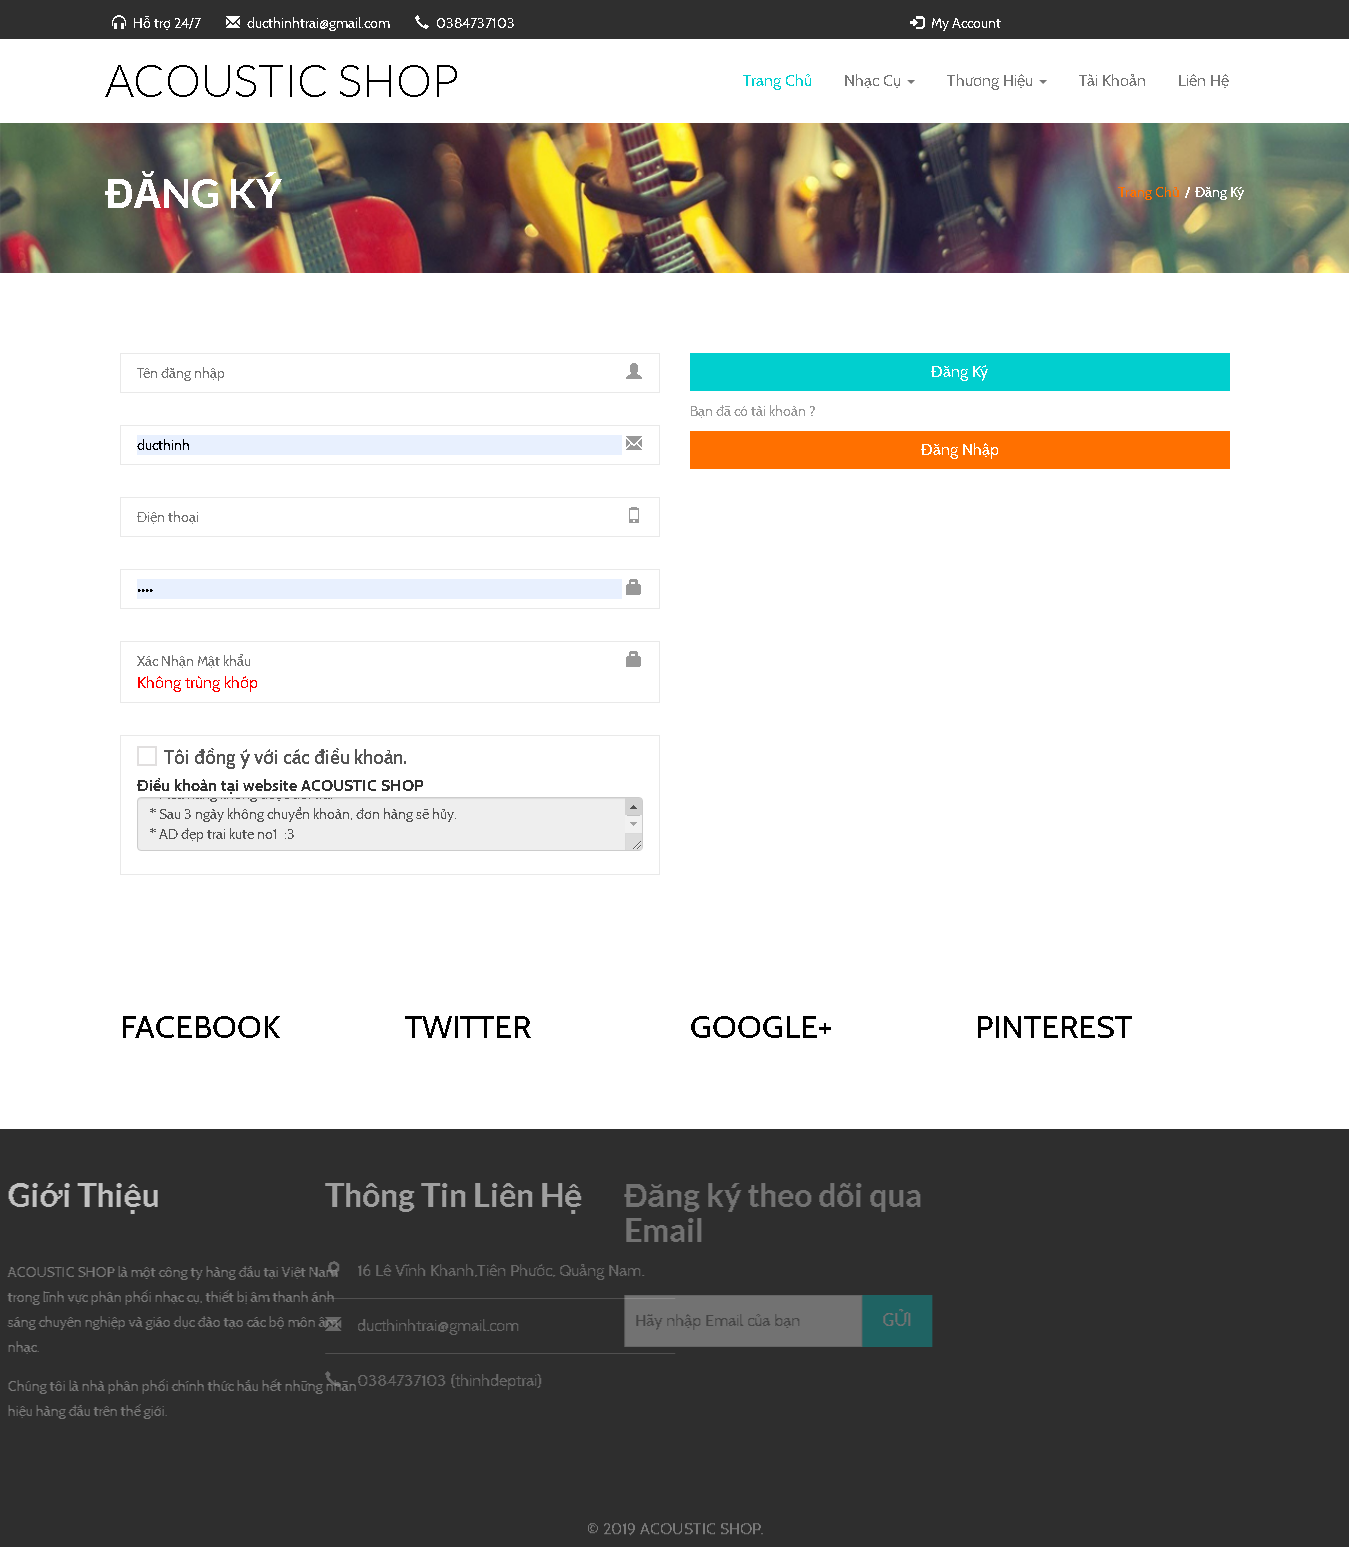 Hỗ trợ 24/7 ducthinhtrai@gmail.com 0384737103 My Account
ACOUSTIC SHOP
Trang Chủ Nhạc Cụ Thương Hiệu Tài Khoản Liên Hệ
ĐĂNG KÝ
Trang Chủ / Đăng Ký
Tên đăng nhập
ducthinh
Điện thoại
••••
Xác Nhận Mật khẩu
Không trùng khớp
Tôi đồng ý với các điều khoản.
Điều khoản tại website ACOUSTIC SHOP
* Sau 3 ngày không chuyển khoản, đơn hàng sẽ hủy.
* AD đẹp trai kute no1 :3
Đăng Ký
Bạn đã có tài khoản ?
Đăng Nhập
FACEBOOK TWITTER GOOGLE+ PINTEREST
Giới Thiệu
ACOUSTIC SHOP là một công ty hàng đầu tại Việt Nam
trong lĩnh vực phân phối nhạc cụ, thiết bị âm thanh ánh
sáng chuyên nghiệp và giáo dục đào tạo các bộ môn âm
nhạc.
Chúng tôi là nhà phân phối chính thức hầu hết những nhãn
hiệu hàng đầu trên thế giới.
Thông Tin Liên Hệ
16 Lê Vĩnh Khanh,Tiên Phước, Quảng Nam.
ducthinhtrai@gmail.com
0384737103 (thinhdeptrai)
Đăng ký theo dõi qua
Email
Hãy nhập Email của bạn GỬI
© 2019 ACOUSTIC SHOP.